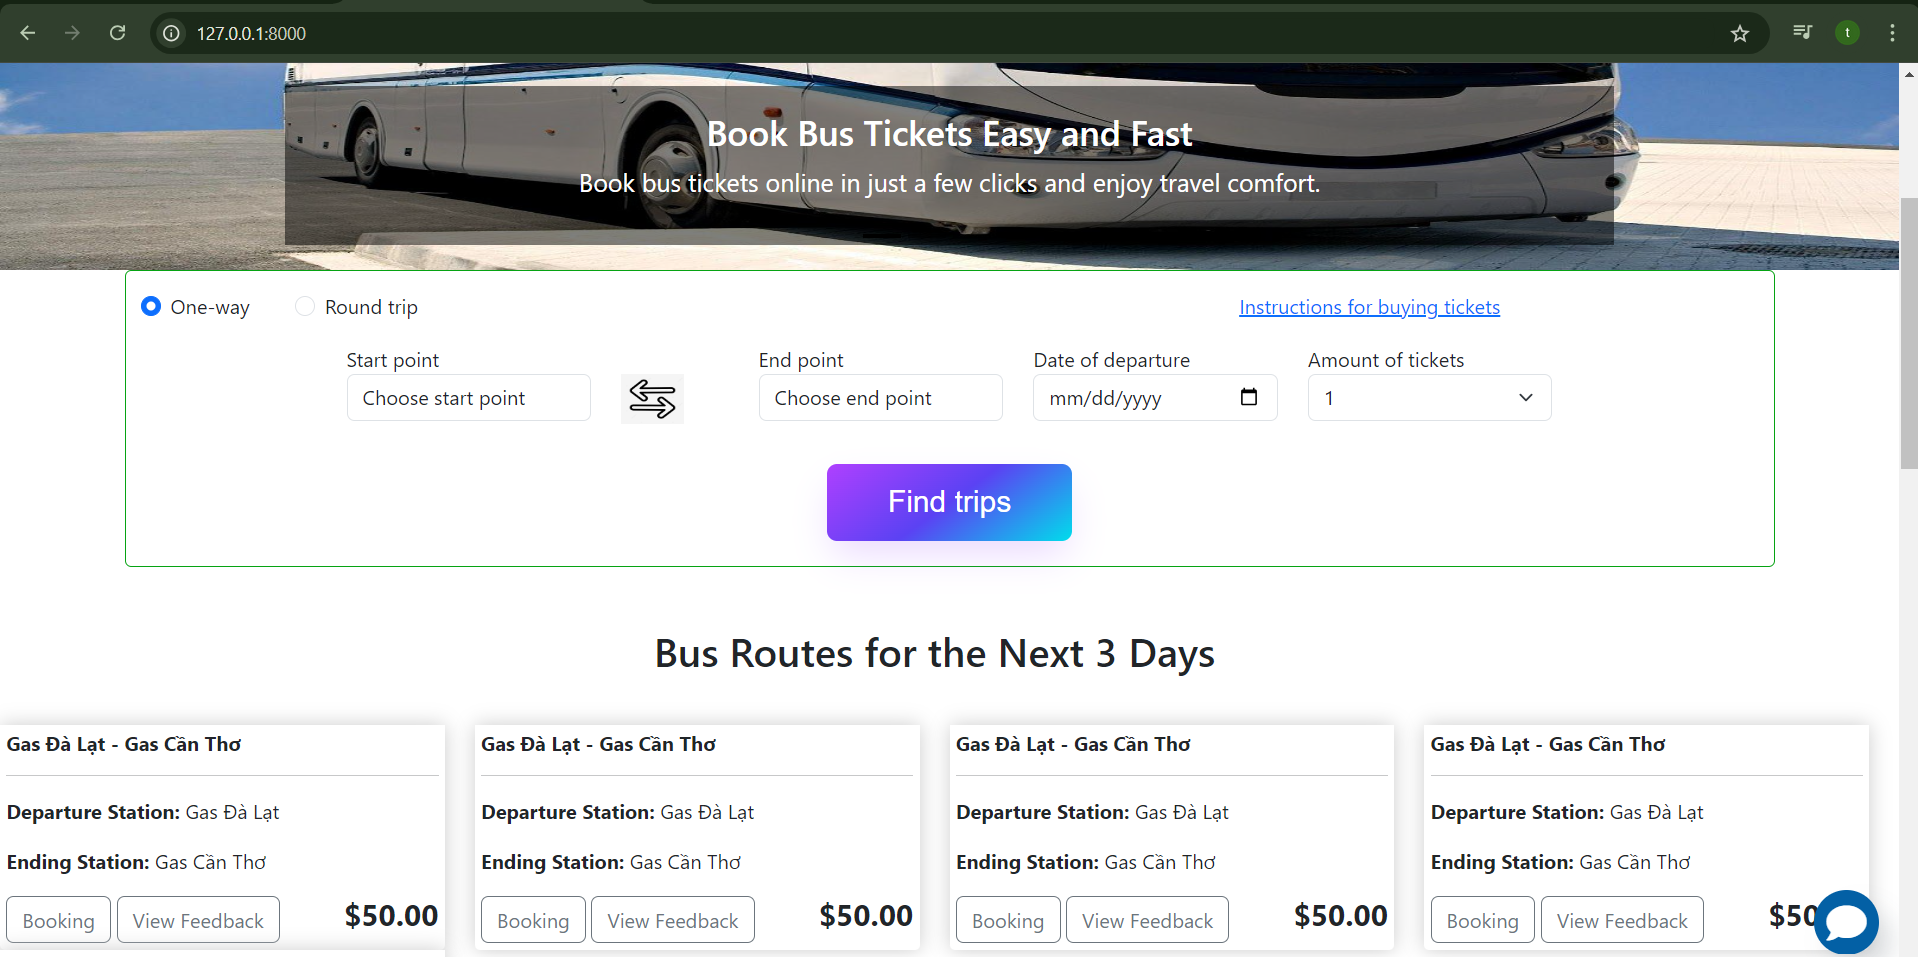 127.0.0.1:8000
t
Book Bus Tickets Easy and Fast
Book bus tickets online in just a few clicks and enjoy travel comfort.
One-way Round trip Instructions for buying tickets
Start point End point Date of departure Amount of tickets
Choose start point Choose end point mm/dd/yyyy 1
Find trips
Bus Routes for the Next 3 Days
Gas Đà Lạt - Gas Cần Thơ
Departure Station: Gas Đà Lạt
Ending Station: Gas Cần Thơ
Booking View Feedback $50.00
Gas Đà Lạt - Gas Cần Thơ
Departure Station: Gas Đà Lạt
Ending Station: Gas Cần Thơ
Booking View Feedback $50.00
Gas Đà Lạt - Gas Cần Thơ
Departure Station: Gas Đà Lạt
Ending Station: Gas Cần Thơ
Booking View Feedback $50.00
Gas Đà Lạt - Gas Cần Thơ
Departure Station: Gas Đà Lạt
Ending Station: Gas Cần Thơ
Booking View Feedback